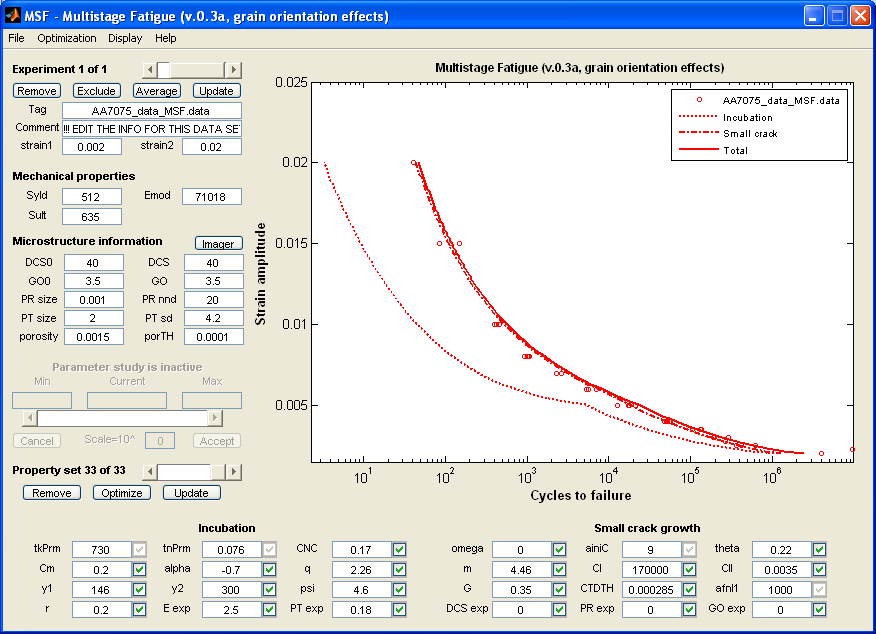 MSF - Multistage Fatigue (v.0.3a, grain orientation effects)
File Optimization Display Help
Experiment 1 of 1
Remove Exclude Average Update
Tag AA7075_data_MSF.data
Comment !!! EDIT THE INFO FOR THIS DATA SE
strain1 0.002 strain2 0.02
Mechanical properties
Syld 512 Emod 71018
Sult 635
Microstructure information Imager
DCS0 40 DCS 40
GO0 3.5 GO 3.5
PR size 0.001 PR nnd 20
PT size 2 PT sd 4.2
porosity 0.0015 porTH 0.0001
Parameter study is inactive
Min Current Max
Cancel Scale=10^ 0 Accept
Property set 33 of 33
Remove Optimize Update
Multistage Fatigue (v.0.3a, grain orientation effects)
AA7075_data_MSF.data
Incubation
Small crack
Total
Strain amplitude
0.025
0.02
0.015
0.01
0.005
10^1 10^2 10^3 10^4 10^5 10^6
Cycles to failure
Incubation
tkPrm 730 tnPrm 0.076 CNC 0.17
Cm 0.2 alpha -0.7 q 2.26
y1 146 y2 300 psi 4.6
r 0.2 E exp 2.5 PT exp 0.18
Small crack growth
omega 0 ainiC 9 theta 0.22
m 4.46 CI 170000 CII 0.0035
G 0.35 CTDTH 0.000285 afnl1 1000
DCS exp 0 PR exp 0 GO exp 0